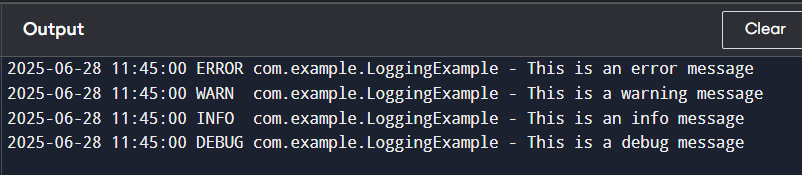 Output
Clear
2025-06-28 11:45:00 ERROR com.example.LoggingExample - This is an error message
2025-06-28 11:45:00 WARN  com.example.LoggingExample - This is a warning message
2025-06-28 11:45:00 INFO  com.example.LoggingExample - This is an info message
2025-06-28 11:45:00 DEBUG com.example.LoggingExample - This is a debug message